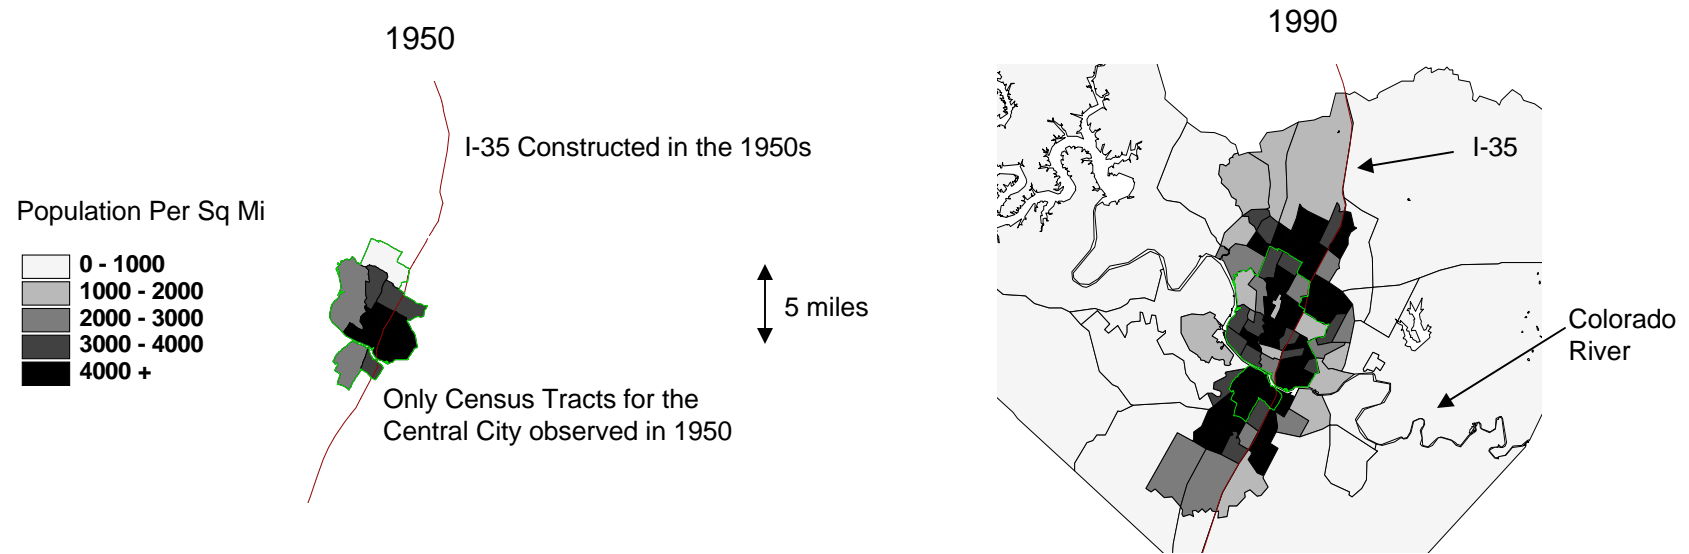 1950
I-35 Constructed in the 1950s
Population Per Sq Mi
0 - 1000
1000 - 2000
2000 - 3000
3000 - 4000
4000 +
5 miles
Only Census Tracts for the
Central City observed in 1950
1990
I-35
Colorado
River